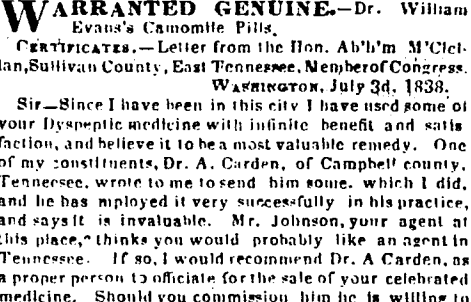 WARRANTED GENUINE.—Dr. William
Evans's Camomile Pills.
CERTIFICATES.—Letter from the Hon. Ab'h'm M'Clel-
lan, Sullivan County, East Tennessee, Member of Congress.
WASHINGTON, July 3d, 1838.
Sir—Since I have been in this city I have used some of
your Dyspeptic medicine with infinite benefit and satis
faction, and believe it to be a most valuable remedy. One
of my constituents, Dr. A. Carden, of Campbell county,
Tennessee, wrote to me to send him some. which I did,
and he has mployed it very successfully in his practice,
and says it is invaluable. Mr. Johnson, your agent at
this place, thinks you would probably like an agent in
Tennessee. If so, I would recommend Dr. A Carden, as
a proper person to officiate for the sale of your celebrated
medicine. Should you commission him he is willing to